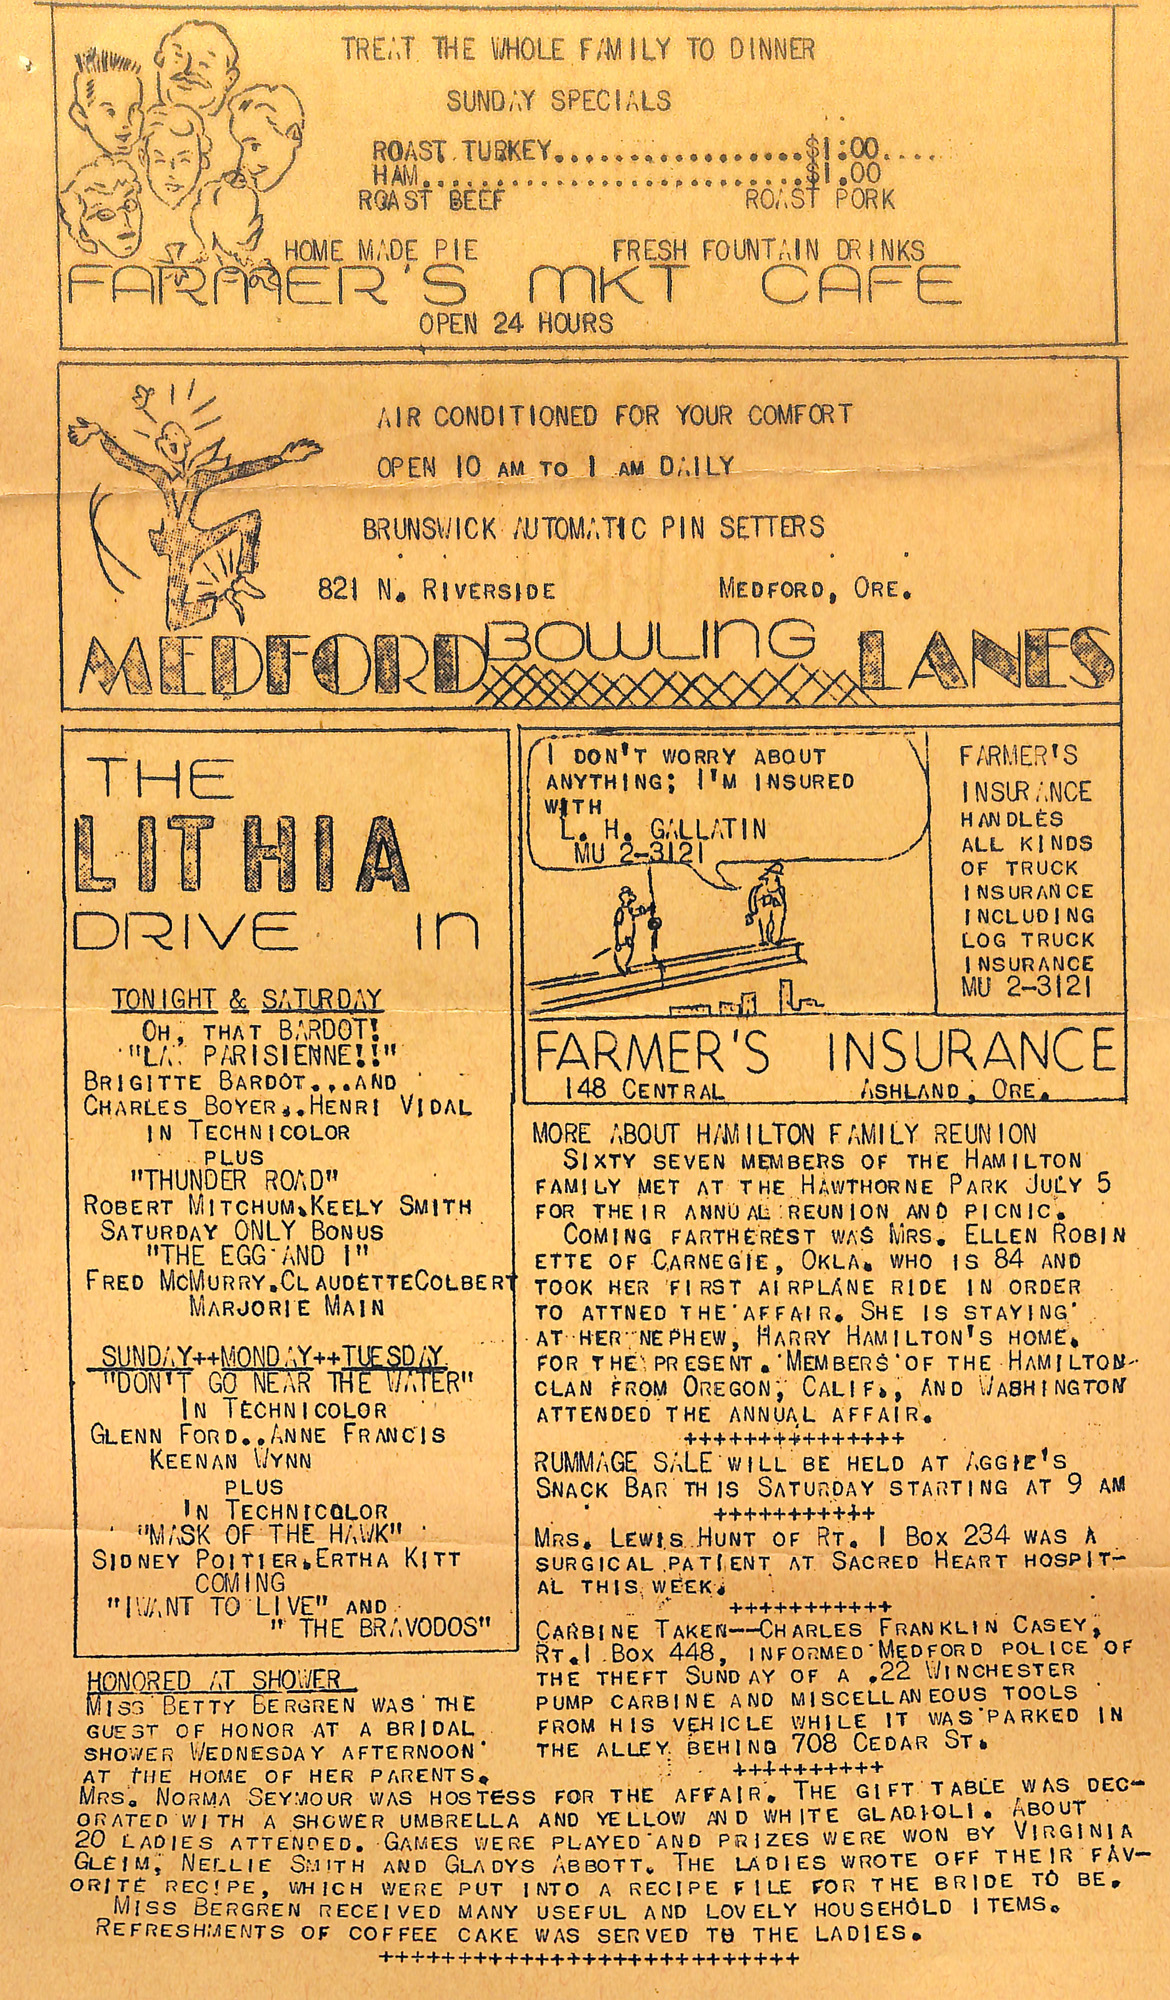 TREAT THE WHOLE FAMILY TO DINNER
SUNDAY SPECIALS
ROAST TURKEY..................$1.00....
HAM...........................$1.00
ROAST BEEF ROAST PORK
HOME MADE PIE FRESH FOUNTAIN DRINKS
FARMER'S MKT CAFE
OPEN 24 HOURS
AIR CONDITIONED FOR YOUR COMFORT
OPEN 10 AM TO 1 AM DAILY
BRUNSWICK AUTOMATIC PIN SETTERS
821 N. RIVERSIDE MEDFORD, ORE.
MEDFORD BOWLING LANES
THE
LITHIA
DRIVE in
TONIGHT & SATURDAY
OH, THAT BARDOT!
"LA PARISIENNE!!"
BRIGITTE BARDOT...AND
CHARLES BOYER..HENRI VIDAL
IN TECHNICOLOR
PLUS
"THUNDER ROAD"
ROBERT MITCHUM.KEELY SMITH
SATURDAY ONLY BONUS
"THE EGG AND I"
FRED MCMURRY.CLAUDETTECOLBERT
MARJORIE MAIN
SUNDAY++MONDAY++TUESDAY
"DON'T GO NEAR THE WATER"
IN TECHNICOLOR
GLENN FORD..ANNE FRANCIS
KEENAN WYNN
PLUS
IN TECHNICOLOR
"MASK OF THE HAWK"
SIDNEY POITIER.ERTHA KITT
COMING
"IWANT TO LIVE" AND
" THE BRAVODOS"
I DON'T WORRY ABOUT
ANYTHING; I'M INSURED
WITH
L. H. GALLATIN
MU 2-3121
FARMER'S
INSURANCE
HANDLES
ALL KINDS
OF TRUCK
INSURANCE
INCLUDING
LOG TRUCK
INSURANCE
MU 2-3121
FARMER'S INSURANCE
148 CENTRAL ASHLAND, ORE.
MORE ABOUT HAMILTON FAMILY REUNION
SIXTY SEVEN MEMBERS OF THE HAMILTON
FAMILY MET AT THE HAWTHORNE PARK JULY 5
FOR THEIR ANNUAL REUNION AND PICNIC.
COMING FARTHEREST WAS MRS. ELLEN ROBIN
ETTE OF CARNEGIE, OKLA. WHO IS 84 AND
TOOK HER FIRST AIRPLANE RIDE IN ORDER
TO ATTNED THE AFFAIR. SHE IS STAYING
AT HER NEPHEW, HARRY HAMILTON'S HOME.
FOR THE PRESENT. MEMBERS OF THE HAMILTON
CLAN FROM OREGON, CALIF., AND WASHINGTON
ATTENDED THE ANNUAL AFFAIR.
+++++++++++++++
RUMMAGE SALE WILL BE HELD AT AGGIE'S
SNACK BAR THIS SATURDAY STARTING AT 9 AM
+++++++++++
MRS. LEWIS HUNT OF RT. 1 BOX 234 WAS A
SURGICAL PATIENT AT SACRED HEART HOSPIT-
AL THIS WEEK.
+++++++++++
CARBINE TAKEN--CHARLES FRANKLIN CASEY,
RT.1 BOX 448, INFORMED MEDFORD POLICE OF
THE THEFT SUNDAY OF A .22 WINCHESTER
PUMP CARBINE AND MISCELLANEOUS TOOLS
FROM HIS VEHICLE WHILE IT WAS PARKED IN
THE ALLEY BEHIND 708 CEDAR ST.
++++++++++
HONORED AT SHOWER
MISS BETTY BERGREN WAS THE
GUEST OF HONOR AT A BRIDAL
SHOWER WEDNESDAY AFTERNOON
AT THE HOME OF HER PARENTS.
MRS. NORMA SEYMOUR WAS HOSTESS FOR THE AFFAIR. THE GIFT TABLE WAS DEC-
ORATED WITH A SHOWER UMBRELLA AND YELLOW AND WHITE GLADIOLI. ABOUT
20 LADIES ATTENDED. GAMES WERE PLAYED AND PRIZES WERE WON BY VIRGINIA
GLEIM, NELLIE SMITH AND GLADYS ABBOTT. THE LADIES WROTE OFF THEIR FAV-
ORITE RECIPE, WHICH WERE PUT INTO A RECIPE FILE FOR THE BRIDE TO BE.
MISS BERGREN RECEIVED MANY USEFUL AND LOVELY HOUSEHOLD ITEMS.
REFRESHMENTS OF COFFEE CAKE WAS SERVED TO THE LADIES.
++++++++++++++++++++++++++++